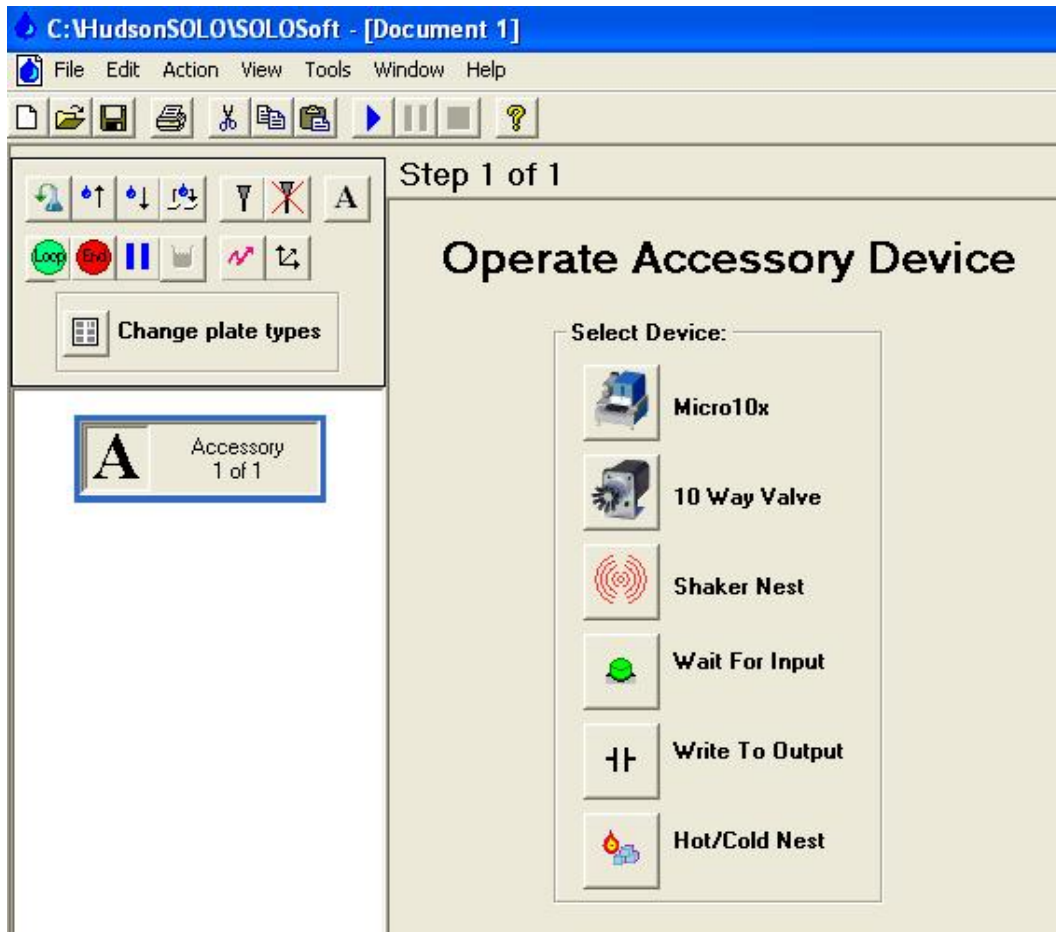 C:\HudsonSOLO\SOLOSoft - [Document 1]
File Edit Action View Tools Window Help
Step 1 of 1
A
Loop End
Change plate types
A Accessory
1 of 1
Operate Accessory Device
Select Device:
Micro10x
10 Way Valve
Shaker Nest
Wait For Input
Write To Output
Hot/Cold Nest